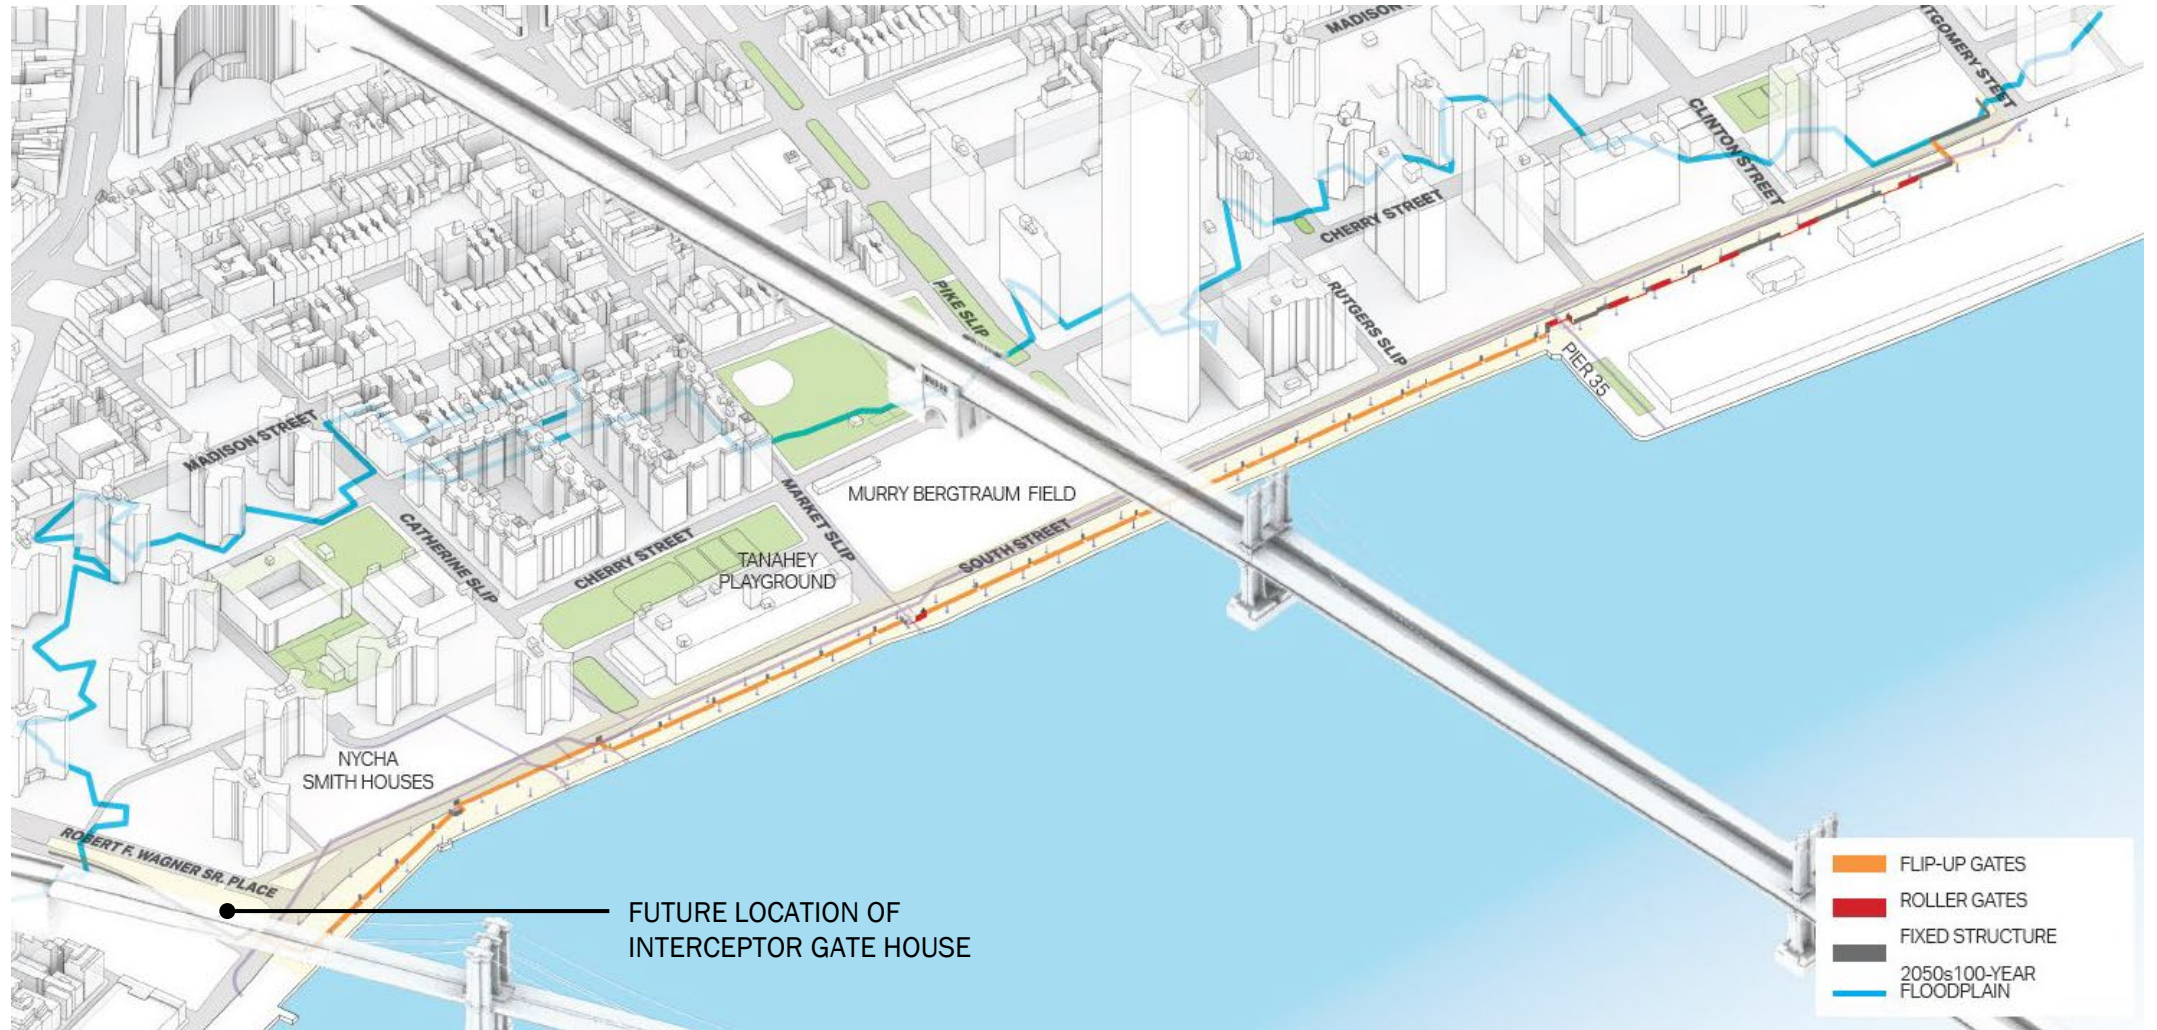 MADISON
MONTGOMERY STREET
CLINTON STREET
CHERRY STREET
PIKE SLIP
RUTGERS SLIP
PIER 35
MADISON STREET
MURRY BERGTRAUM FIELD
MARKET SLIP
CATHERINE SLIP
CHERRY STREET
SOUTH STREET
TANAHEY
PLAYGROUND
NYCHA
SMITH HOUSES
ROBERT F. WAGNER SR. PLACE
FUTURE LOCATION OF
INTERCEPTOR GATE HOUSE
FLIP-UP GATES
ROLLER GATES
FIXED STRUCTURE
2050s100-YEAR
FLOODPLAIN